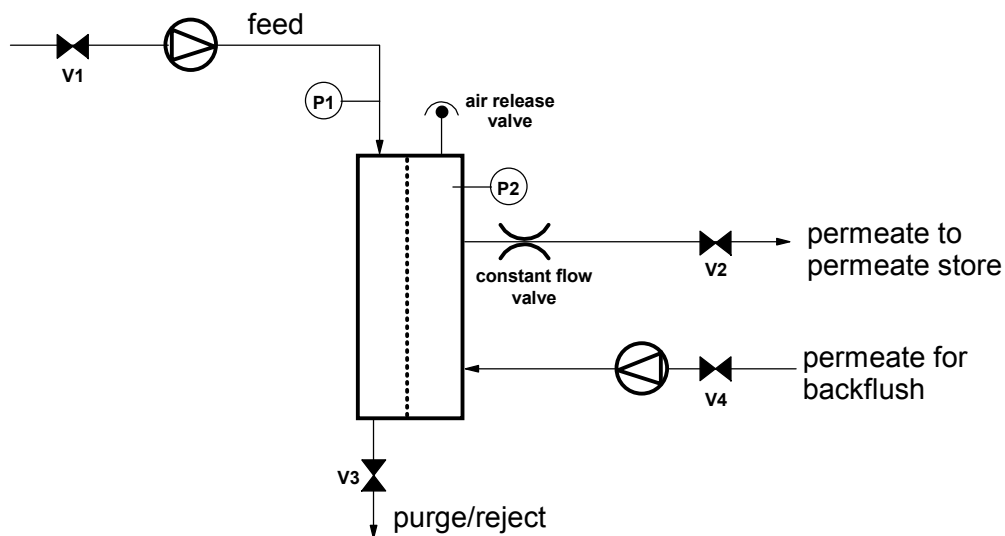 feed
V1
P1
air release
valve
P2
permeate to
permeate store
constant flow
valve
V2
permeate for
backflush
V4
V3
purge/reject